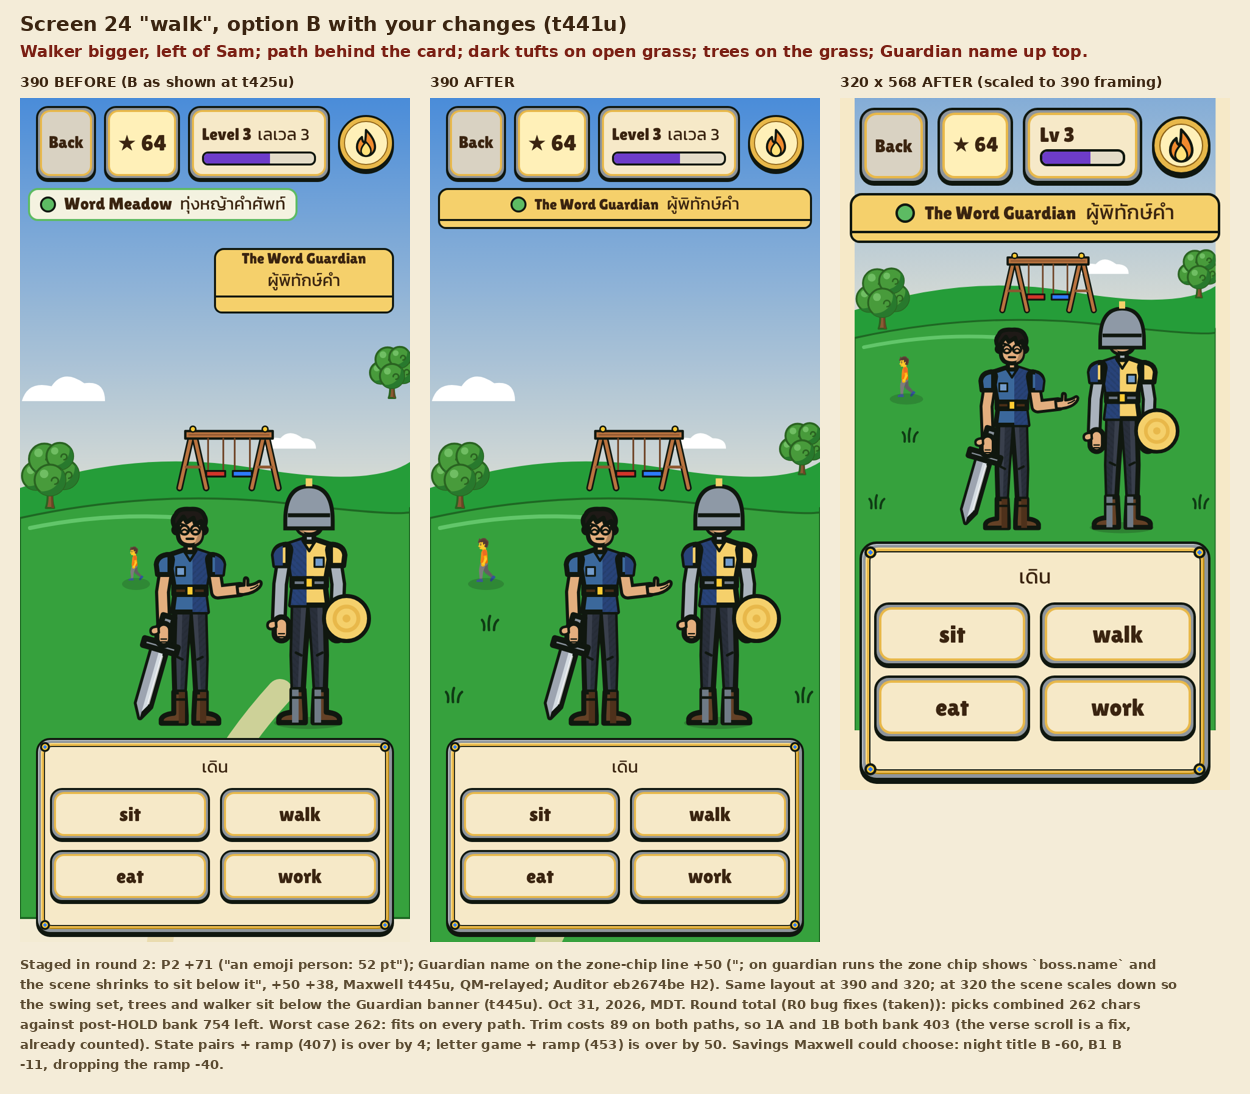 Screen 24 "walk", option B with your changes (t441u)
Walker bigger, left of Sam; path behind the card; dark tufts on open grass; trees on the grass; Guardian name up top.
390 BEFORE (B as shown at t425u)
390 AFTER
320 x 568 AFTER (scaled to 390 framing)
Back
★ 64
Level 3 เลเวล 3
Word Meadow ทุ่งหญ้าคำศัพท์
The Word Guardian
ผู้พิทักษ์คำ
เดิน
sit
walk
eat
work
Back
★ 64
Level 3 เลเวล 3
The Word Guardian ผู้พิทักษ์คำ
เดิน
sit
walk
eat
work
Back
★ 64
Lv 3
The Word Guardian ผู้พิทักษ์คำ
เดิน
sit
walk
eat
work
Staged in round 2: P2 +71 ("an emoji person: 52 pt"); Guardian name on the zone-chip line +50 ("; on guardian runs the zone chip shows `boss.name` and
the scene shrinks to sit below it", +50 +38, Maxwell t445u, QM-relayed; Auditor eb2674be H2). Same layout at 390 and 320; at 320 the scene scales down so
the swing set, trees and walker sit below the Guardian banner (t445u). Oct 31, 2026, MDT. Round total (R0 bug fixes (taken)): picks combined 262 chars
against post-HOLD bank 754 left. Worst case 262: fits on every path. Trim costs 89 on both paths, so 1A and 1B both bank 403 (the verse scroll is a fix,
already counted). State pairs + ramp (407) is over by 4; letter game + ramp (453) is over by 50. Savings Maxwell could choose: night title B -60, B1 B
-11, dropping the ramp -40.